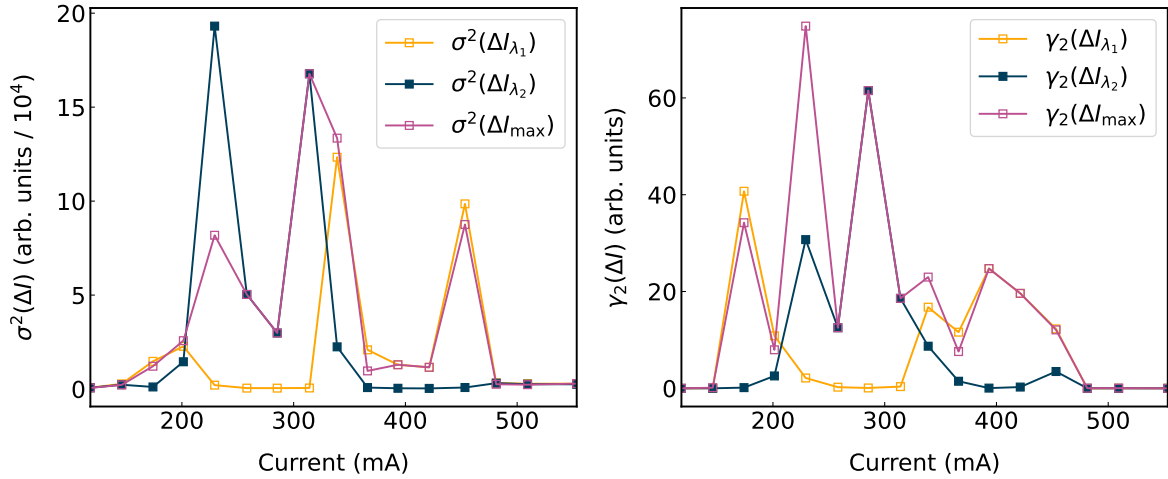 20
15
10
5
0
σ²(ΔI) (arb. units / 10⁴)
σ²(ΔI_λ₁)
σ²(ΔI_λ₂)
σ²(ΔI_max)
200 300 400 500
Current (mA)
60
40
20
0
γ₂(ΔI) (arb. units)
γ₂(ΔI_λ₁)
γ₂(ΔI_λ₂)
γ₂(ΔI_max)
200 300 400 500
Current (mA)